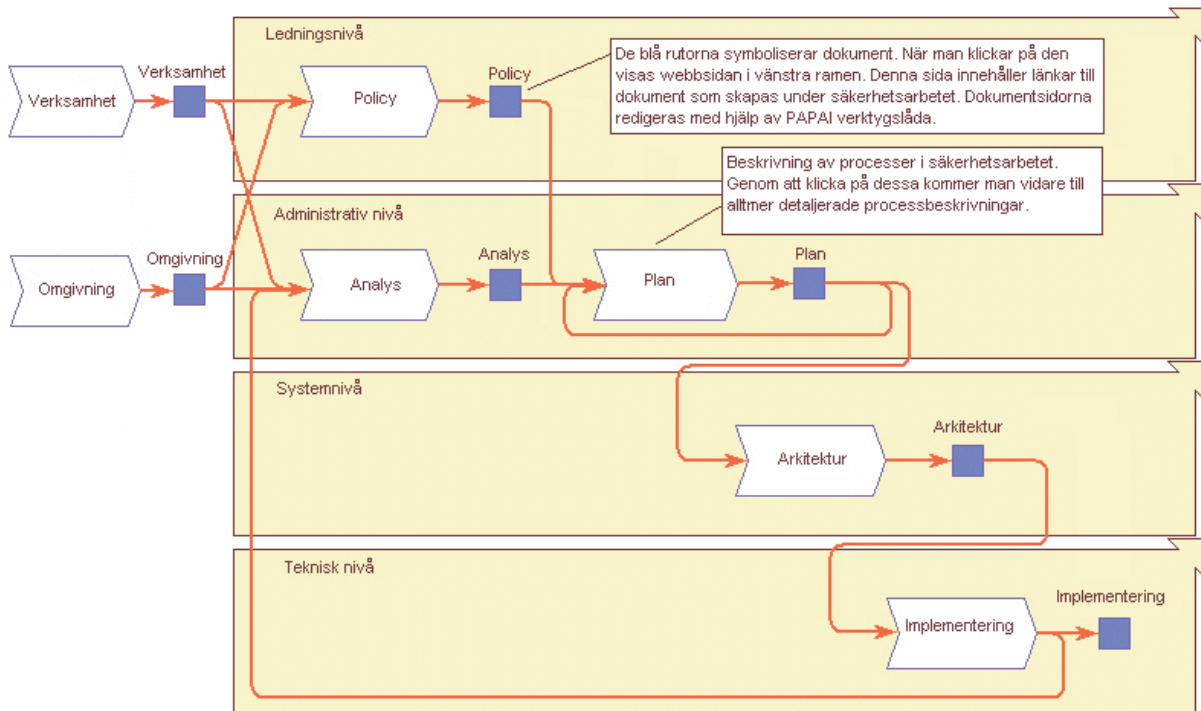 Ledningsnivå
De blå rutorna symboliserar dokument. När man klickar på den
visas webbsidan i vänstra ramen. Denna sida innehåller länkar till
dokument som skapas under säkerhetsarbetet. Dokumentsidorna
redigeras med hjälp av PAPAI verktygslåda.
Verksamhet
Verksamhet
Policy
Policy
Beskrivning av processer i säkerhetsarbetet.
Genom att klicka på dessa kommer man vidare till
alltmer detaljerade processbeskrivningar.
Administrativ nivå
Omgivning
Omgivning
Analys
Analys
Plan
Plan
Systemnivå
Arkitektur
Arkitektur
Teknisk nivå
Implementering
Implementering